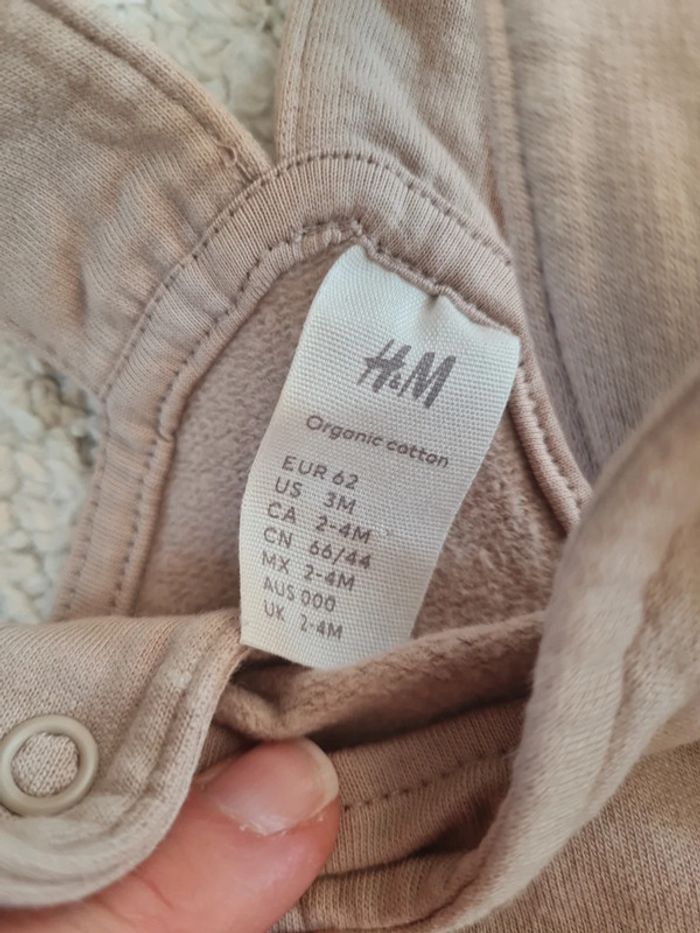 H&M
Organic cotton
EUR 62
US 3M
CA 2-4M
CN 66/44
MX 2-4M
AUS 000
UK 2-4M